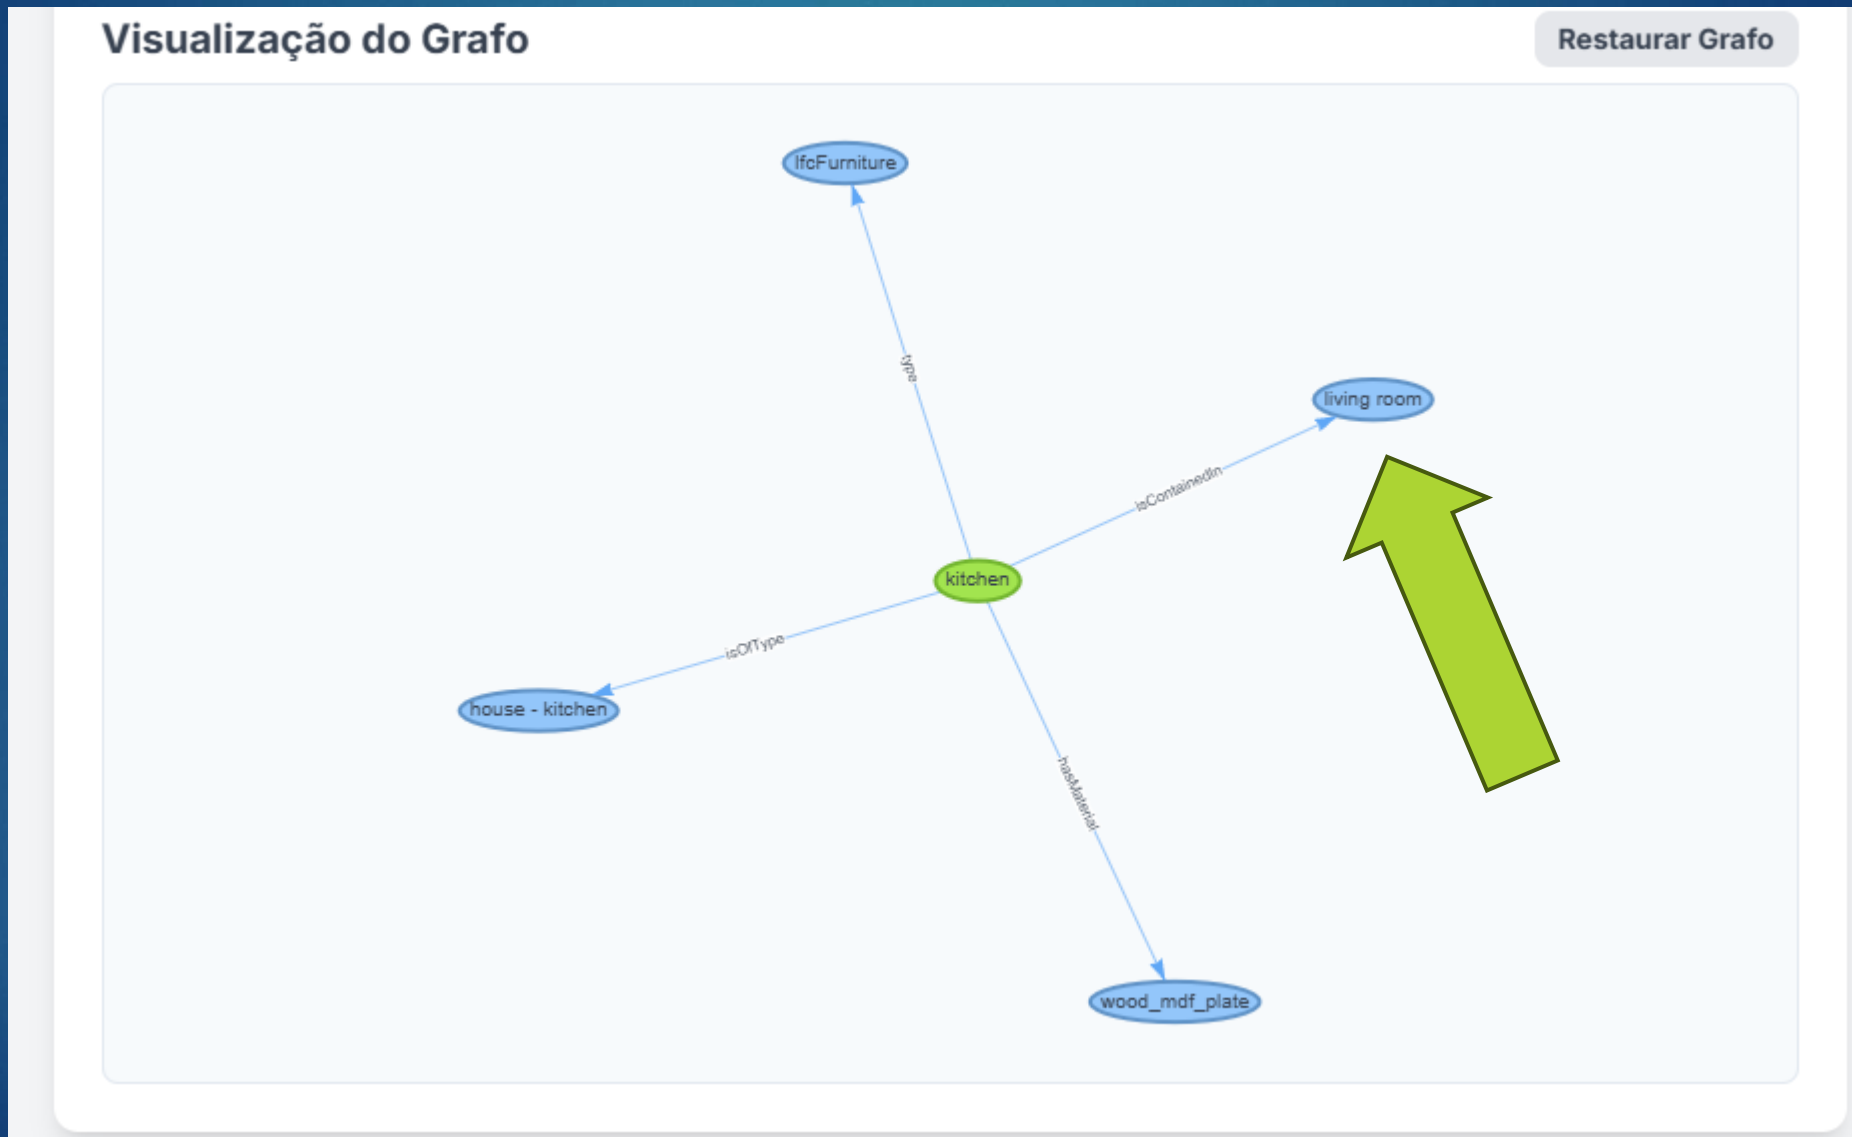 Visualização do Grafo
Restaurar Grafo
IfcFurniture
type
living room
isContainedIn
kitchen
isOfType
house - kitchen
hasMaterial
wood_mdf_plate